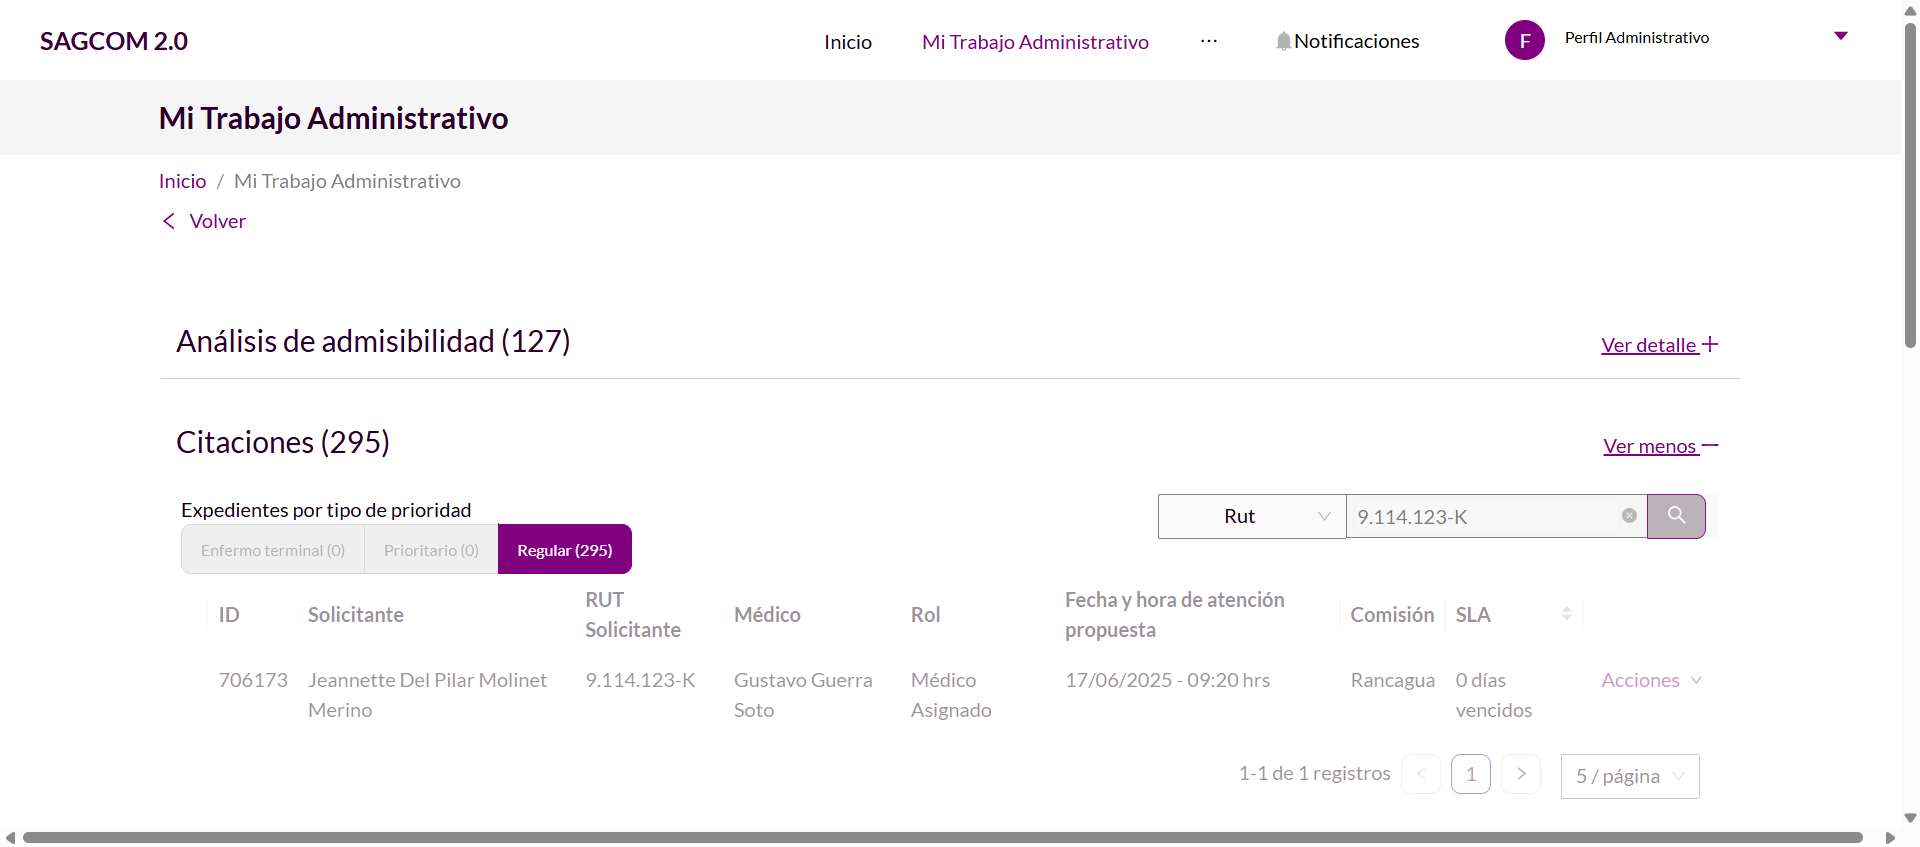 SAGCOM 2.0
Inicio
Mi Trabajo Administrativo
···
Notificaciones
F
Perfil Administrativo
Mi Trabajo Administrativo
Inicio / Mi Trabajo Administrativo
Volver
Análisis de admisibilidad (127)
Ver detalle
Citaciones (295)
Ver menos
Expedientes por tipo de prioridad
Enfermo terminal (0)
Prioritario (0)
Regular (295)
Rut
9.114.123-K
ID
Solicitante
RUT
Solicitante
Médico
Rol
Fecha y hora de atención
propuesta
Comisión
SLA
706173
Jeannette Del Pilar Molinet
Merino
9.114.123-K
Gustavo Guerra
Soto
Médico
Asignado
17/06/2025 - 09:20 hrs
Rancagua
0 días
vencidos
Acciones
1-1 de 1 registros
1
5 / página